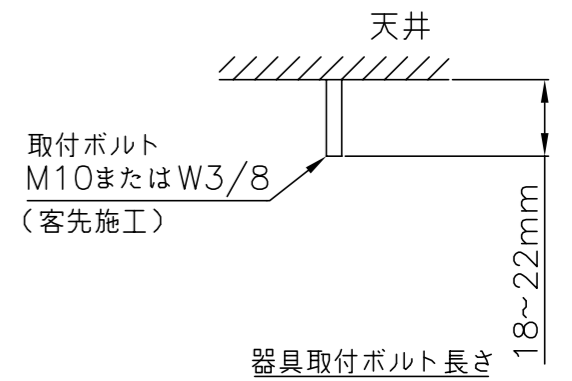 天井
取付ボルト
M10またはW3/8
（客先施工）
18~22mm
器具取付ボルト長さ